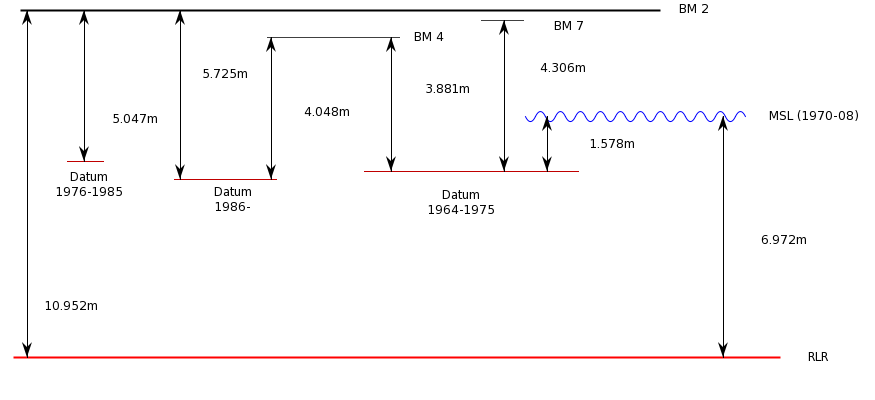 BM 2
BM 7
BM 4
4.306m
5.725m
3.881m
4.048m
5.047m
MSL (1970-08)
1.578m
Datum
1976-1985
Datum
1986-
Datum
1964-1975
6.972m
10.952m
RLR